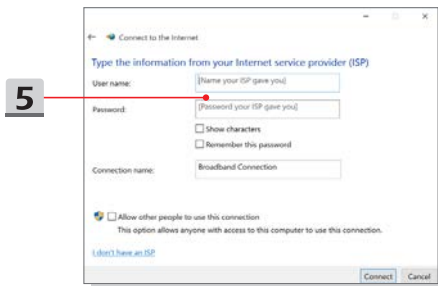 Connect to the Internet
Type the information from your Internet service provider (ISP)
User name:
[Name your ISP gave you]
5
Password:
[Password your ISP gave you]
Show characters
Remember this password
Connection name:
Broadband Connection
Allow other people to use this connection
This option allows anyone with access to this computer to use this connection.
I don't have an ISP
Connect
Cancel